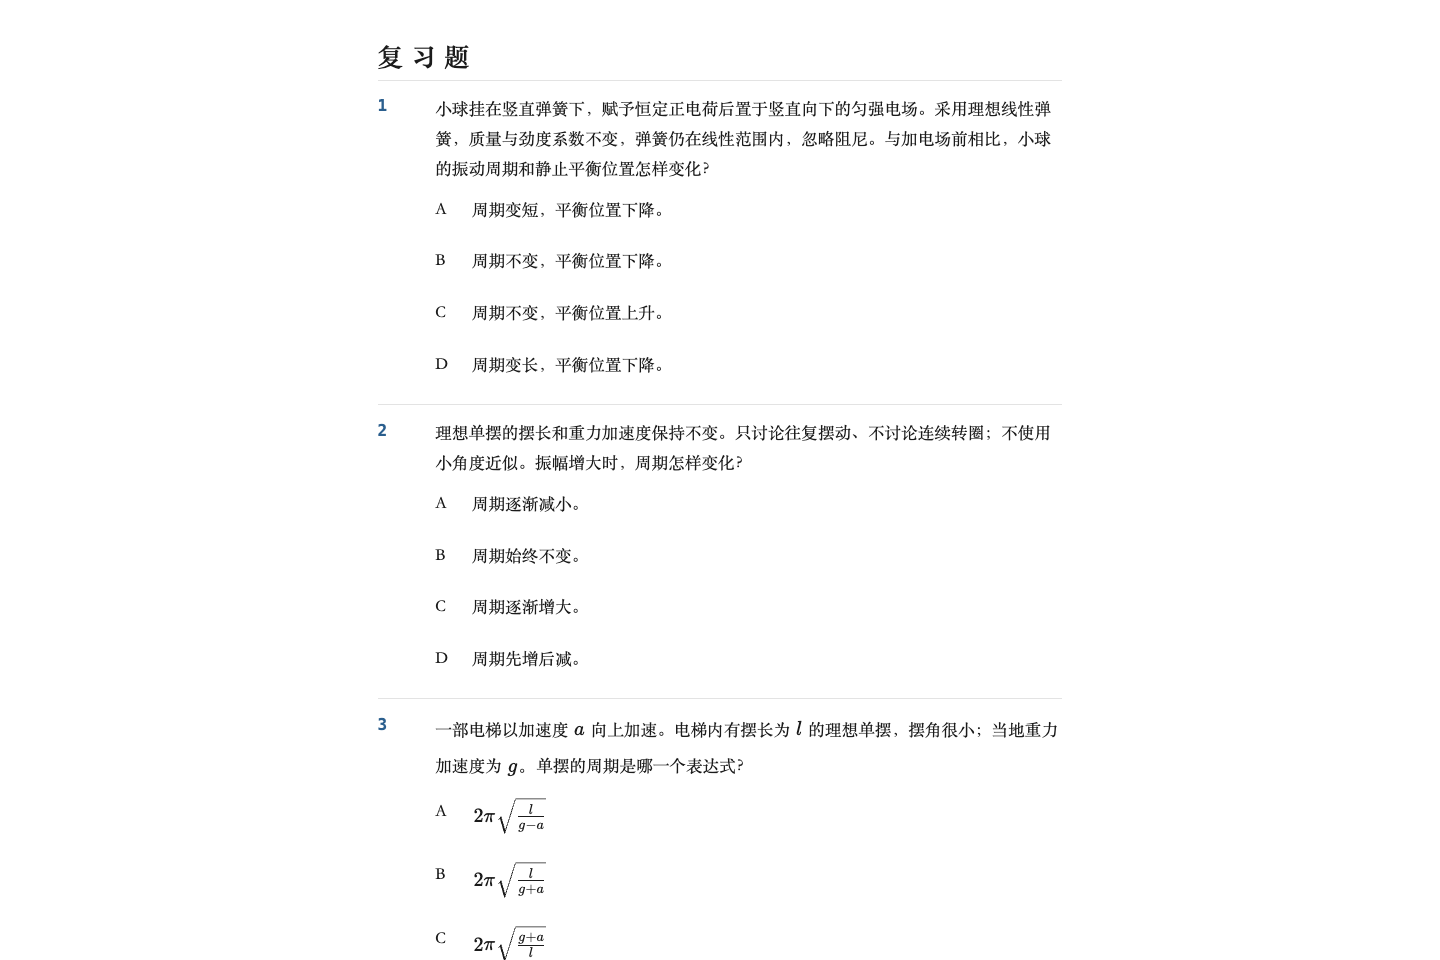 复习题
1
小球挂在竖直弹簧下，赋予恒定正电荷后置于竖直向下的匀强电场。采用理想线性弹
簧，质量与劲度系数不变，弹簧仍在线性范围内，忽略阻尼。与加电场前相比，小球
的振动周期和静止平衡位置怎样变化？
A 周期变短，平衡位置下降。
B 周期不变，平衡位置下降。
C 周期不变，平衡位置上升。
D 周期变长，平衡位置下降。
2
理想单摆的摆长和重力加速度保持不变。只讨论往复摆动、不讨论连续转圈；不使用
小角度近似。振幅增大时，周期怎样变化？
A 周期逐渐减小。
B 周期始终不变。
C 周期逐渐增大。
D 周期先增后减。
3
一部电梯以加速度 a 向上加速。电梯内有摆长为 l 的理想单摆，摆角很小；当地重力
加速度为 g。单摆的周期是哪一个表达式？
A $2\pi\sqrt{\frac{l}{g-a}}$
B $2\pi\sqrt{\frac{l}{g+a}}$
C $2\pi\sqrt{\frac{g+a}{l}}$